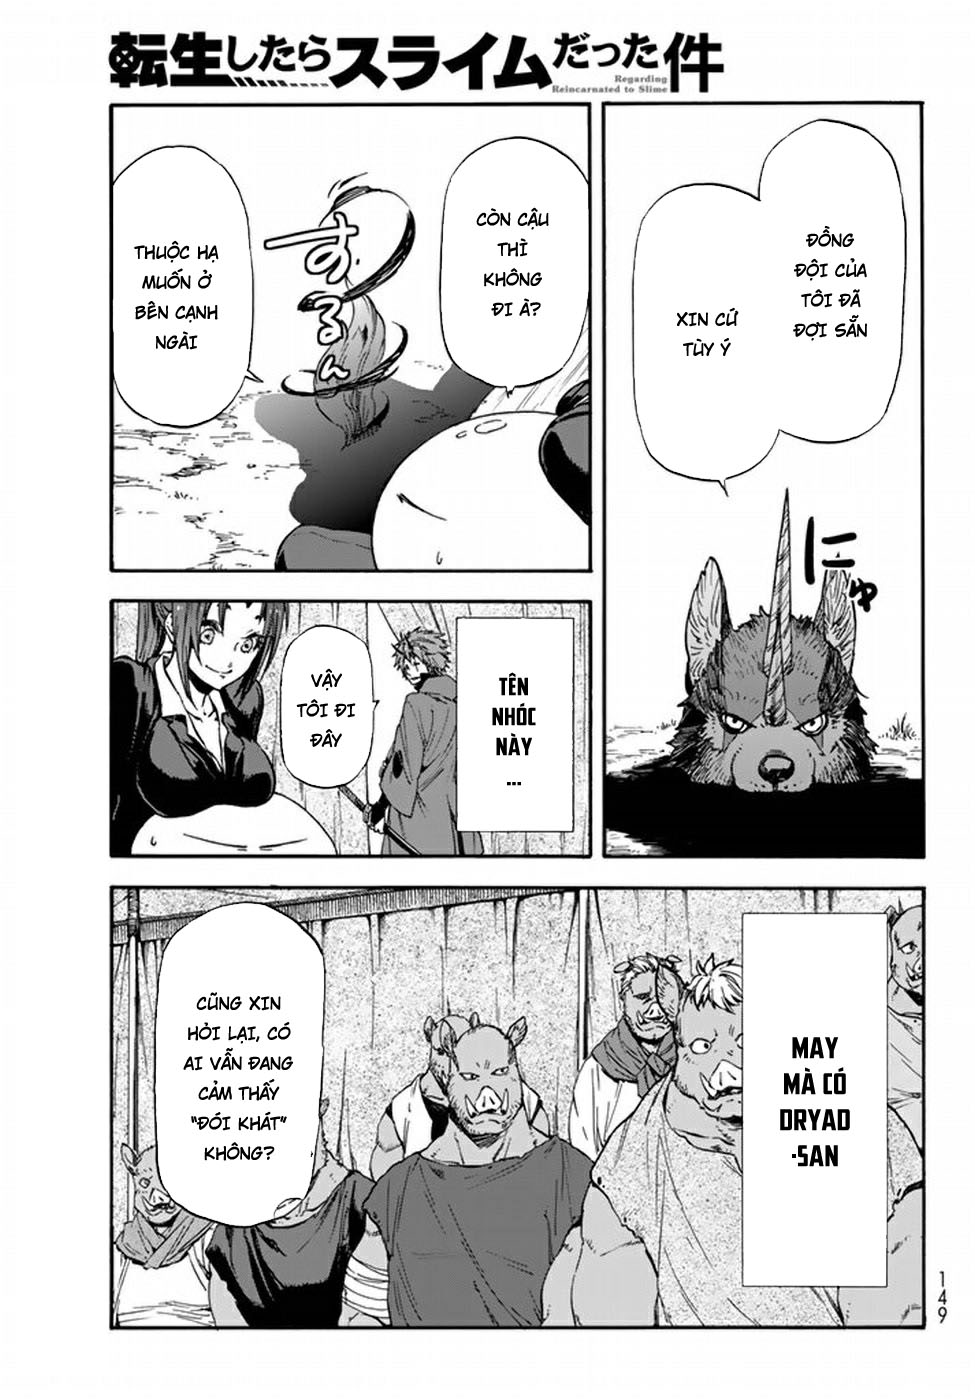 転生したらスライムだった件
Regarding
Reincarnated to Slime
ĐỒNG
ĐỘI CỦA
TÔI ĐÃ
ĐỢI SẴN
XIN CỨ
TÙY Ý
にゅ
CÒN CẬU
THÌ
KHÔNG
ĐI À?
するるん
THUỘC HẠ
MUỐN Ở
BÊN CẠNH
NGÀI
TÊN
NHÓC
NÀY
...
VẬY
TÔI ĐI
ĐÂY
MAY
MÀ CÓ
DRYAD
-SAN
CŨNG XIN
HỎI LẠI, CÓ
AI VẪN ĐANG
CẢM THẤY
"ĐÓI KHÁT"
KHÔNG?
149